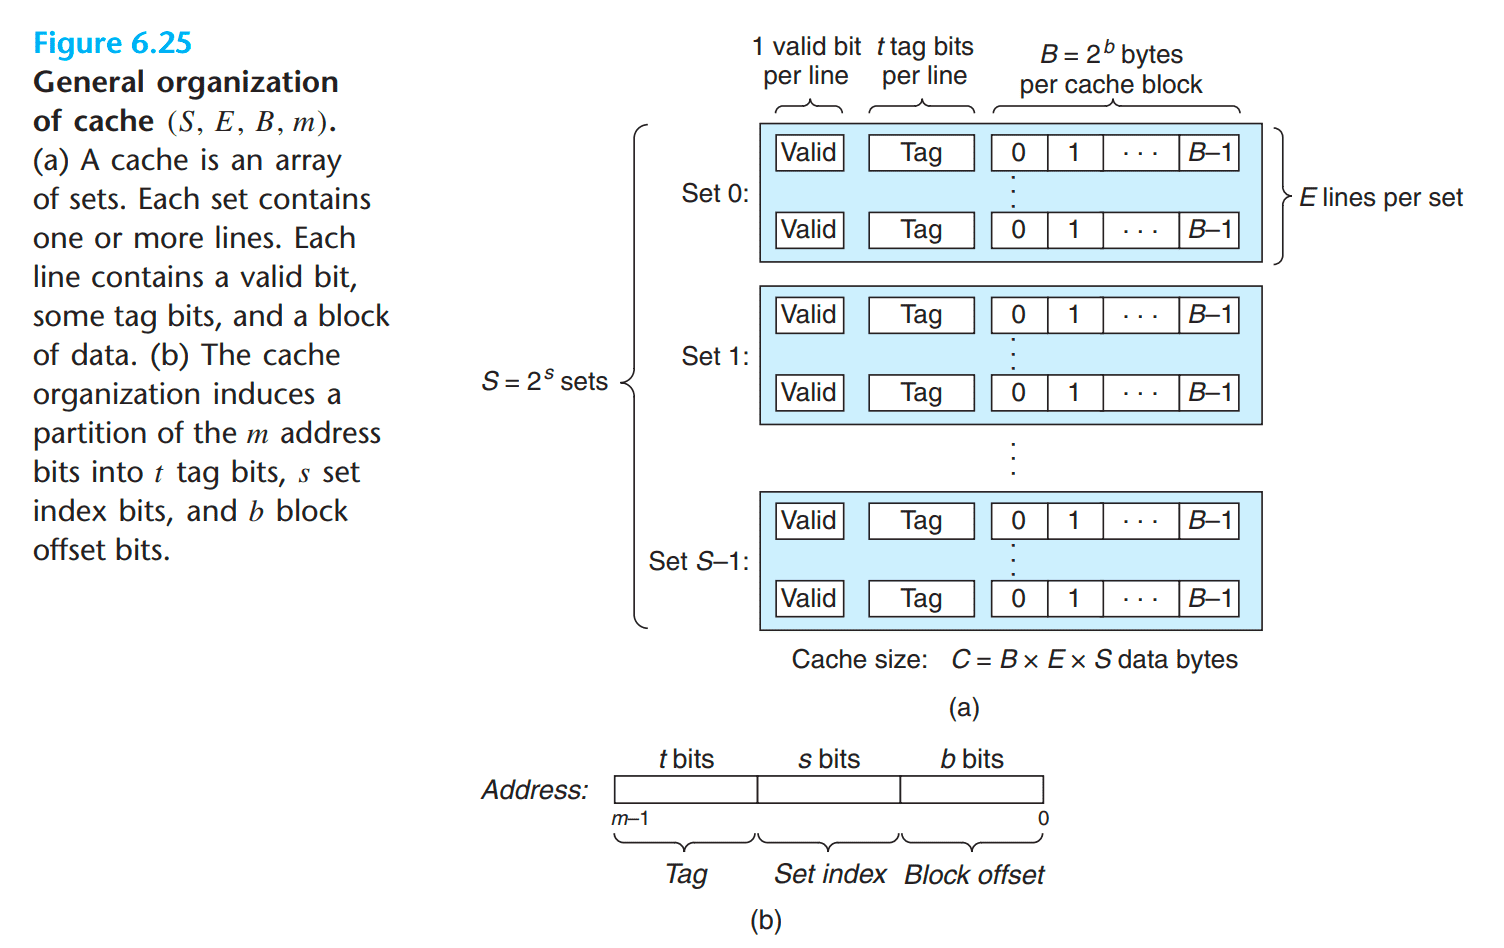 Figure 6.25
General organization
of cache (S, E, B, m).
(a) A cache is an array
of sets. Each set contains
one or more lines. Each
line contains a valid bit,
some tag bits, and a block
of data. (b) The cache
organization induces a
partition of the m address
bits into t tag bits, s set
index bits, and b block
offset bits.
1 valid bit per line
t tag bits per line
B = 2^b bytes per cache block
Set 0:
Valid Tag 0 1 · · · B–1
Valid Tag 0 1 · · · B–1
E lines per set
Set 1:
Valid Tag 0 1 · · · B–1
Valid Tag 0 1 · · · B–1
S = 2^s sets
Set S–1:
Valid Tag 0 1 · · · B–1
Valid Tag 0 1 · · · B–1
Cache size: C = B × E × S data bytes
(a)
t bits s bits b bits
Address:
m–1 0
Tag Set index Block offset
(b)